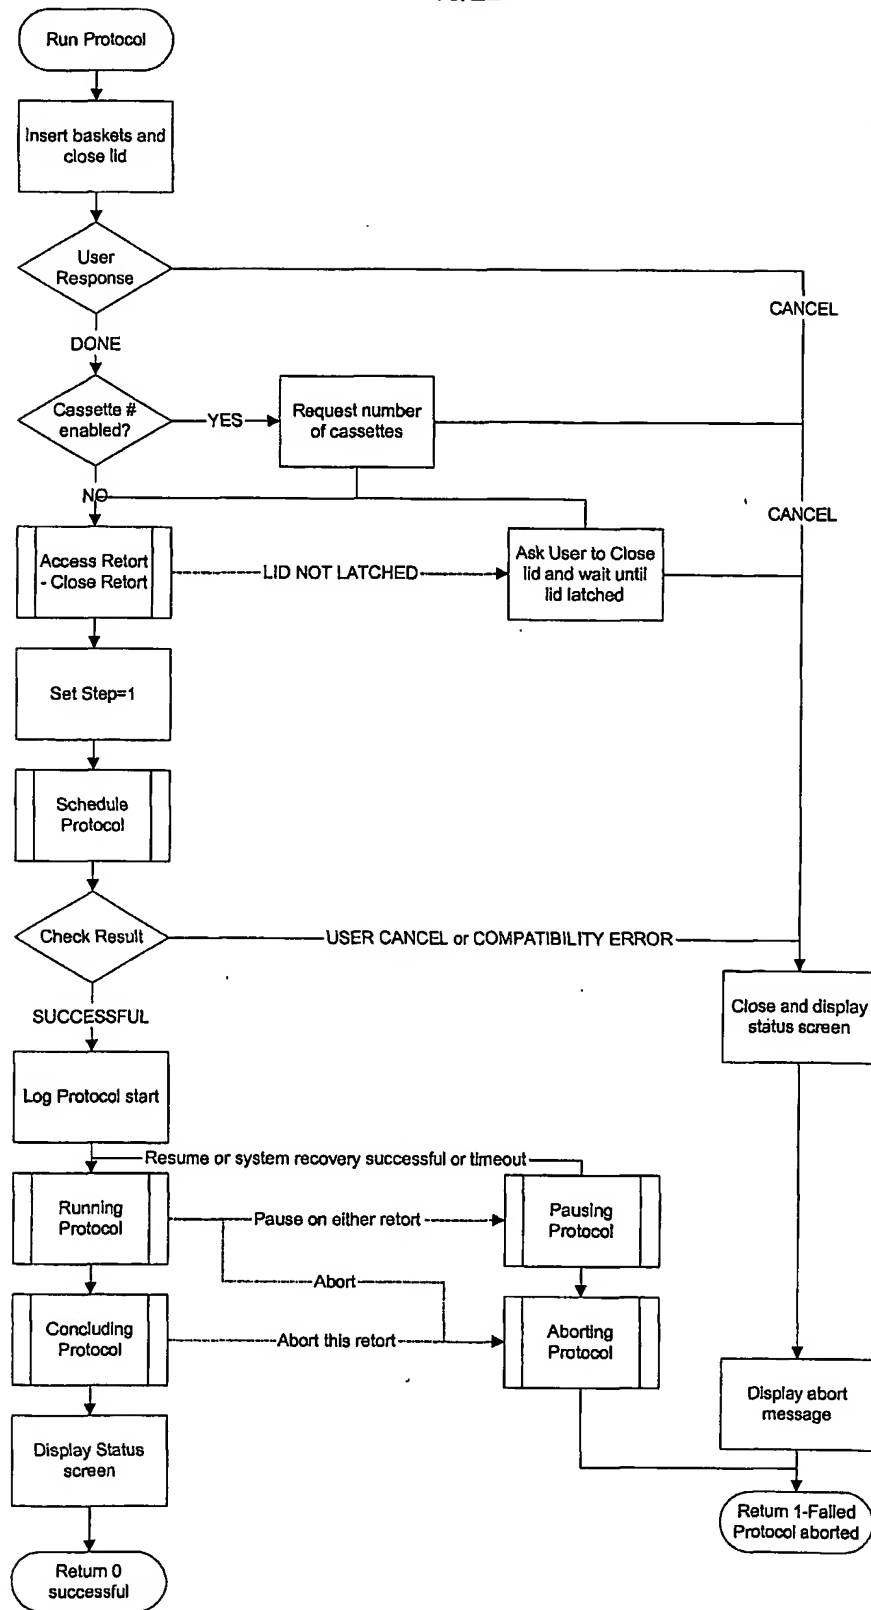 Run Protocol
Insert baskets and
close lid
User
Response
CANCEL
DONE
Cassette #
enabled?
YES
Request number
of cassettes
NO
CANCEL
Access Retort
- Close Retort
LID NOT LATCHED
Ask User to Close
lid and wait until
lid latched
Set Step=1
Schedule
Protocol
Check Result
USER CANCEL or COMPATIBILITY ERROR
SUCCESSFUL
Close and display
status screen
Log Protocol start
Resume or system recovery successful or timeout
Running
Protocol
Pause on either retort
Pausing
Protocol
Abort
Concluding
Protocol
Abort this retort
Aborting
Protocol
Display abort
message
Display Status
screen
Return 1-Failed
Protocol aborted
Return 0
successful